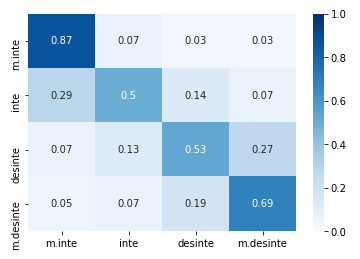 m.inte 0.87 0.07 0.03 0.03
inte 0.29 0.5 0.14 0.07
desinte 0.07 0.13 0.53 0.27
m.desinte 0.05 0.07 0.19 0.69
m.inte inte desinte m.desinte
1.0
0.8
0.6
0.4
0.2
0.0